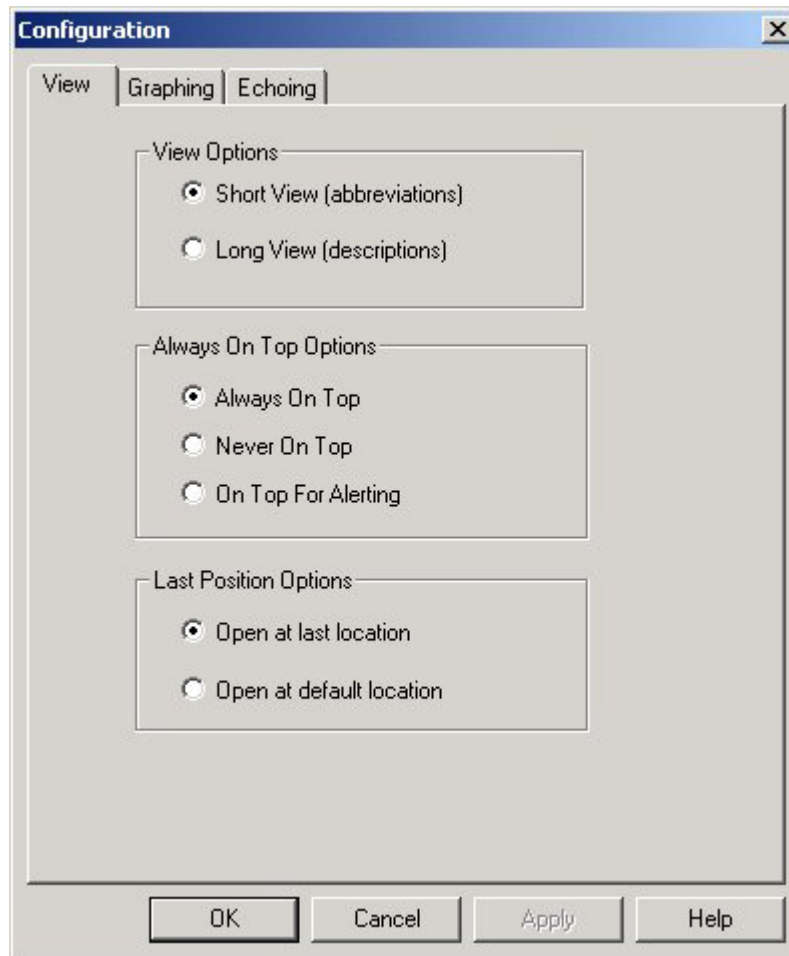 Configuration
View Graphing Echoing
View Options
Short View (abbreviations)
Long View (descriptions)
Always On Top Options
Always On Top
Never On Top
On Top For Alerting
Last Position Options
Open at last location
Open at default location
OK Cancel Apply Help